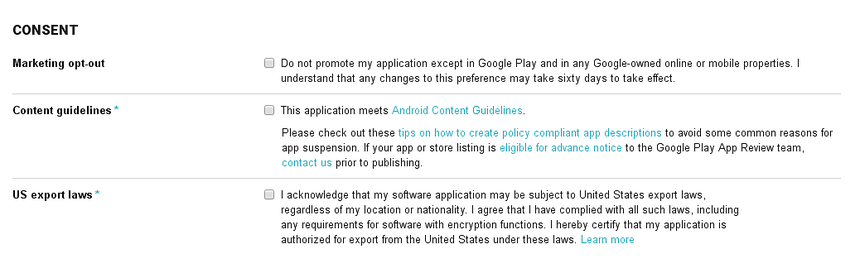 CONSENT
Marketing opt-out
Do not promote my application except in Google Play and in any Google-owned online or mobile properties. I
understand that any changes to this preference may take sixty days to take effect.
Content guidelines *
This application meets Android Content Guidelines.
Please check out these tips on how to create policy compliant app descriptions to avoid some common reasons for
app suspension. If your app or store listing is eligible for advance notice to the Google Play App Review team,
contact us prior to publishing.
US export laws *
I acknowledge that my software application may be subject to United States export laws,
regardless of my location or nationality. I agree that I have complied with all such laws, including
any requirements for software with encryption functions. I hereby certify that my application is
authorized for export from the United States under these laws. Learn more